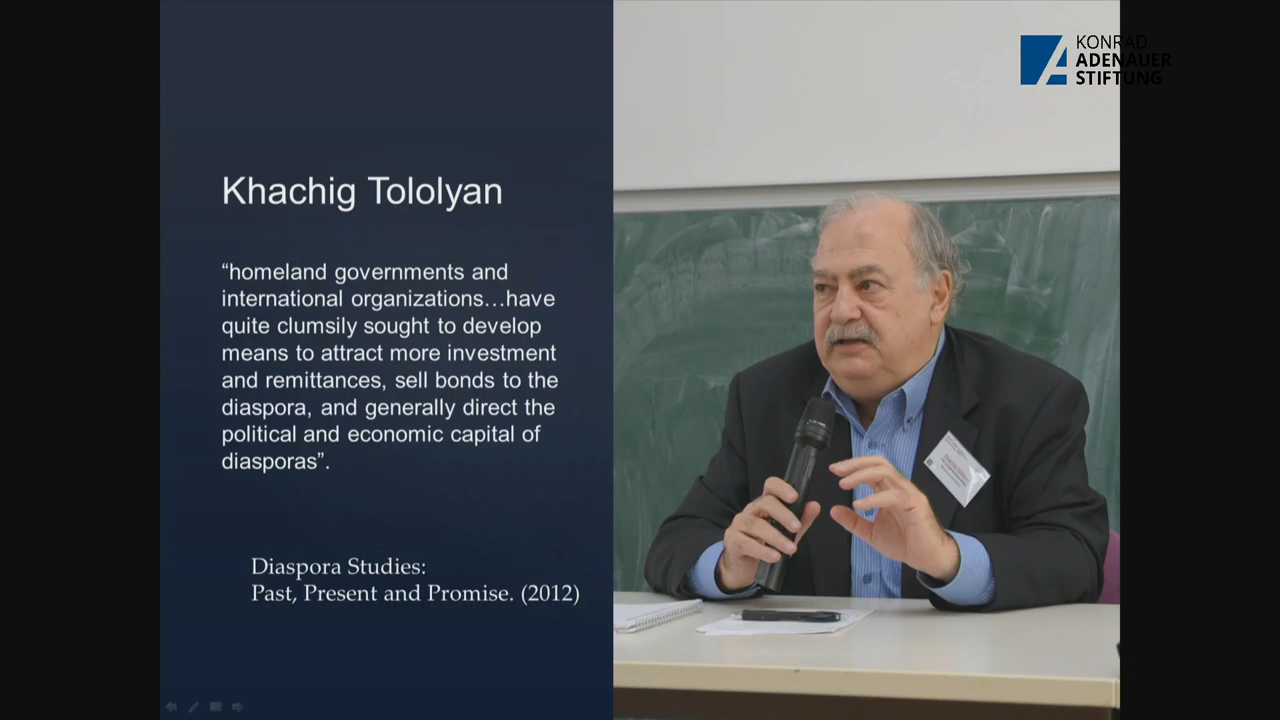 KONRAD
ADENAUER
STIFTUNG
Khachig Tololyan
“homeland governments and
international organizations…have
quite clumsily sought to develop
means to attract more investment
and remittances, sell bonds to the
diaspora, and generally direct the
political and economic capital of
diasporas”.
Diaspora Studies:
Past, Present and Promise. (2012)